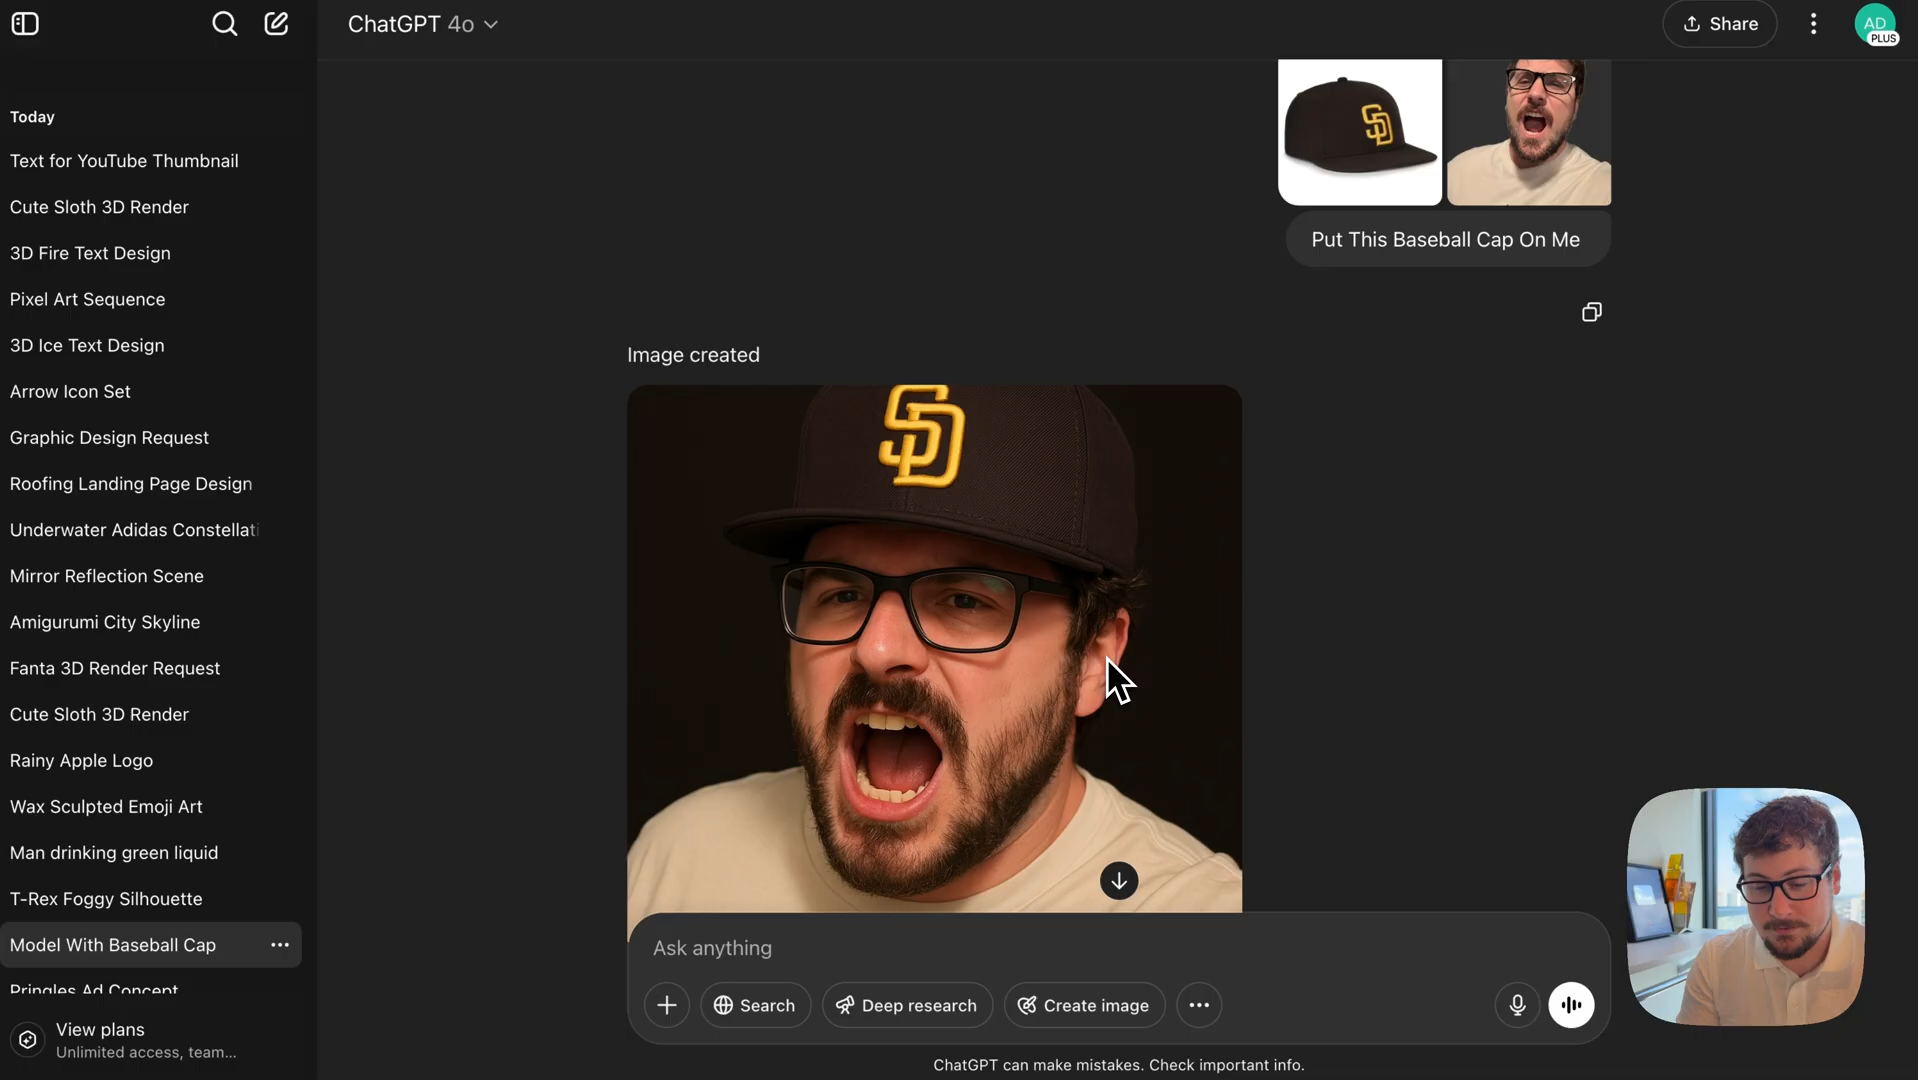 ChatGPT 4o
Share
AD
PLUS
Today
Text for YouTube Thumbnail
Cute Sloth 3D Render
3D Fire Text Design
Pixel Art Sequence
3D Ice Text Design
Arrow Icon Set
Graphic Design Request
Roofing Landing Page Design
Underwater Adidas Constellati
Mirror Reflection Scene
Amigurumi City Skyline
Fanta 3D Render Request
Cute Sloth 3D Render
Rainy Apple Logo
Wax Sculpted Emoji Art
Man drinking green liquid
T-Rex Foggy Silhouette
Model With Baseball Cap
Pringles Ad Concept
View plans
Unlimited access, team...
SD
Put This Baseball Cap On Me
Image created
SD
Ask anything
Search
Deep research
Create image
ChatGPT can make mistakes. Check important info.